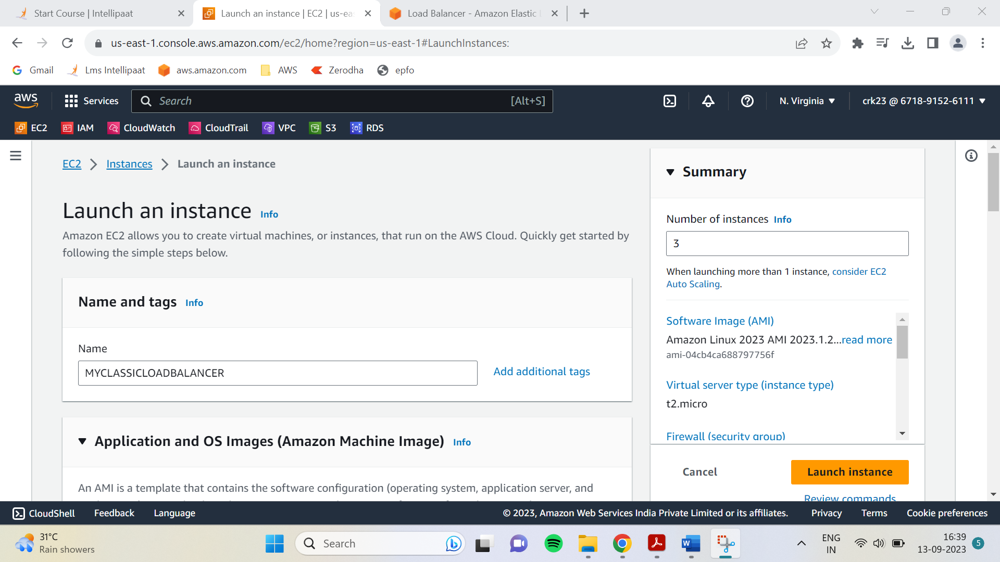 Start Course | Intellipaat
Launch an instance | EC2 | us-eas
Load Balancer - Amazon Elastic
us-east-1.console.aws.amazon.com/ec2/home?region=us-east-1#LaunchInstances:
Gmail
Lms Intellipaat
aws.amazon.com
AWS
Zerodha
epfo
aws
Services
Search
[Alt+S]
N. Virginia
crk23 @ 6718-9152-6111
EC2
IAM
CloudWatch
CloudTrail
VPC
S3
RDS
EC2
Instances
Launch an instance
Launch an instance Info
Amazon EC2 allows you to create virtual machines, or instances, that run on the AWS Cloud. Quickly get started by
following the simple steps below.
Name and tags Info
Name
MYCLASSICLOADBALANCER
Add additional tags
Application and OS Images (Amazon Machine Image) Info
An AMI is a template that contains the software configuration (operating system, application server, and
Summary
Number of instances Info
3
When launching more than 1 instance, consider EC2
Auto Scaling.
Software Image (AMI)
Amazon Linux 2023 AMI 2023.1.2...read more
ami-04cb4ca688797756f
Virtual server type (instance type)
t2.micro
Firewall (security group)
Cancel
Launch instance
Review commands
CloudShell
Feedback
Language
© 2023, Amazon Web Services India Private Limited or its affiliates.
Privacy
Terms
Cookie preferences
31°C
Rain showers
Search
ENG
IN
16:39
13-09-2023
5